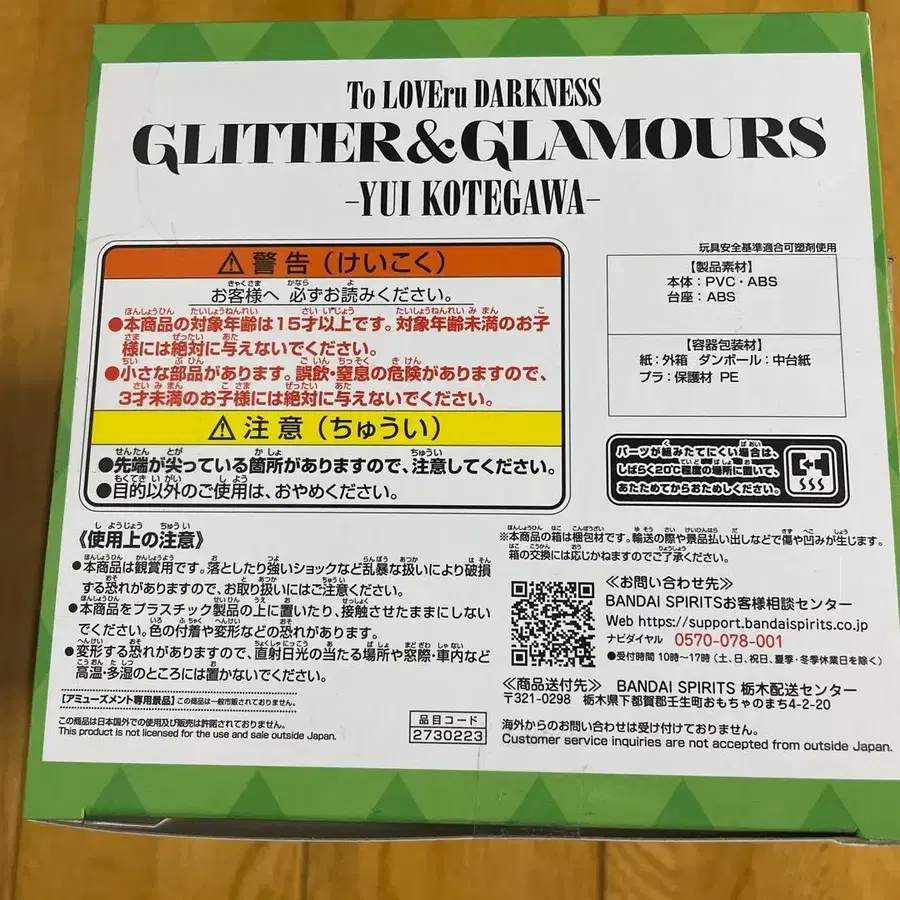 To LOVEru DARKNESS
GLITTER&GLAMOURS
-YUI KOTEGAWA-
⚠警告(けいこく)
お客様へ 必ずお読みください。
●本商品の対象年齢は15才以上です。対象年齢未満のお子
様には絶対に与えないでください。
●小さな部品があります。誤飲・窒息の危険がありますので、
3才未満のお子様には絶対に与えないでください。
⚠注意(ちゅうい)
●先端が尖っている箇所がありますので、注意してください。
●目的以外のご使用は、おやめください。
玩具安全基準適合可塑剤使用
【製品素材】
本体:PVC・ABS
台座:ABS
【容器包装材】
紙:外箱 ダンボール:中台紙
プラ:保護材 PE
パーツが組みたてにくい場合は、
しばらく20℃程度の場所に置いて、
あたためてからおためしください。
《使用上の注意》
●本商品は観賞用です。落としたり強いショックなど乱暴な扱いにより破損
する恐れがありますので、お取り扱いにはご注意ください。
●本商品をプラスチック製品の上に置いたり、接触させたままにしない
でください。色の付着や変形などの恐れがあります。
●変形する恐れがありますので、直射日光の当たる場所や窓際・車内など
高温・多湿のところには置かないでください。
【アミューズメント専用景品】この商品は一般市販されておりません。
この商品は日本国外での使用及び販売は許諾されておりません。
This product is not licensed for the use and sale outside Japan.
品目コード
2730223
※本商品の箱は梱包材です。輸送の際や景品払い出しなどで傷や凹みが生じます。
箱の交換には応じかねますのでご了承ください。
≪お問い合わせ先≫
BANDAI SPIRITSお客様相談センター
Web https://support.bandaispirits.co.jp
ナビダイヤル 0570-078-001
●受付時間 10時〜17時(土、日、祝日、夏季・冬季休業日を除く)
≪商品送付先≫ BANDAI SPIRITS 栃木配送センター
〒321-0298 栃木県下都賀郡壬生町おもちゃのまち4-2-20
海外からのお問い合わせは受け付けておりません。
Customer service inquiries are not accepted from outside Japan.